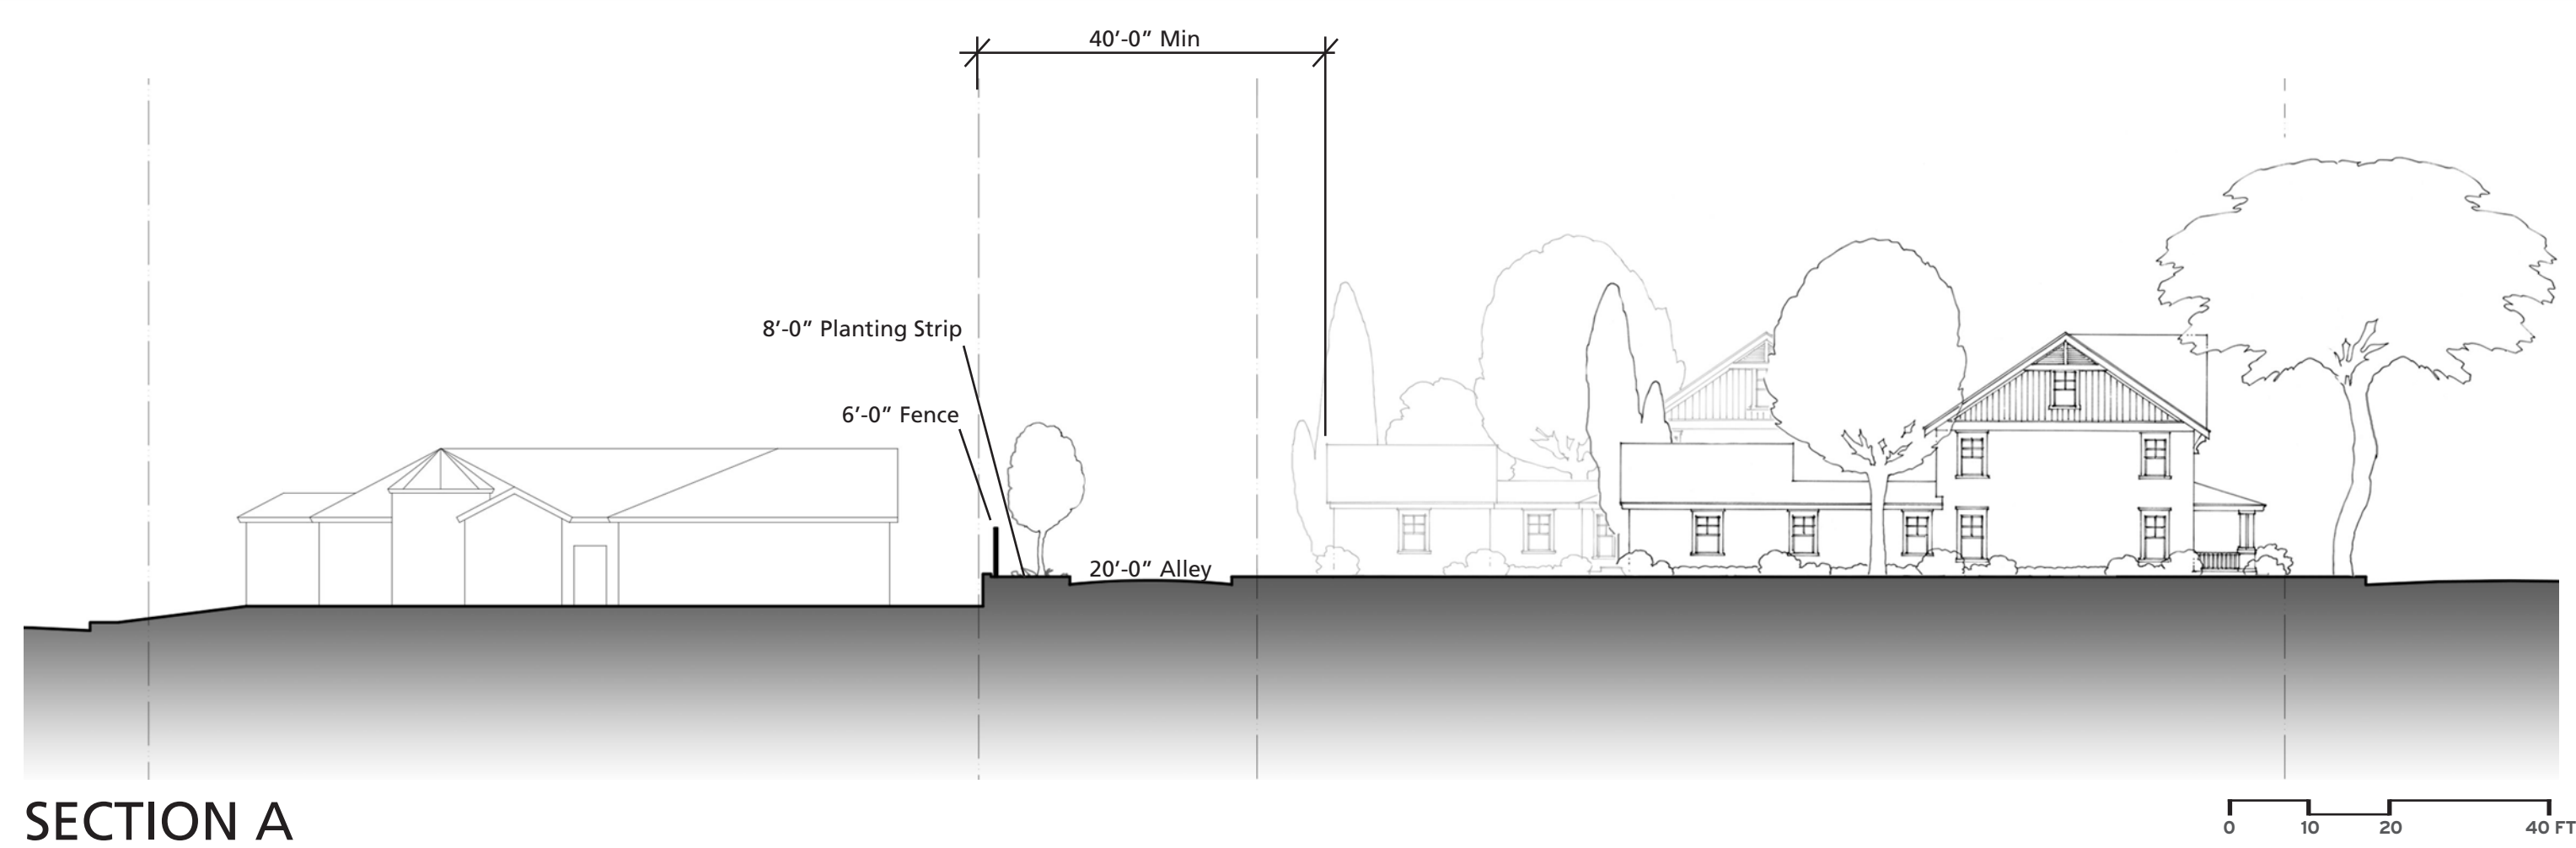 40’-0” Min
8’-0” Planting Strip
6’-0” Fence
20’-0” Alley
SECTION A
0 10 20 40 FT